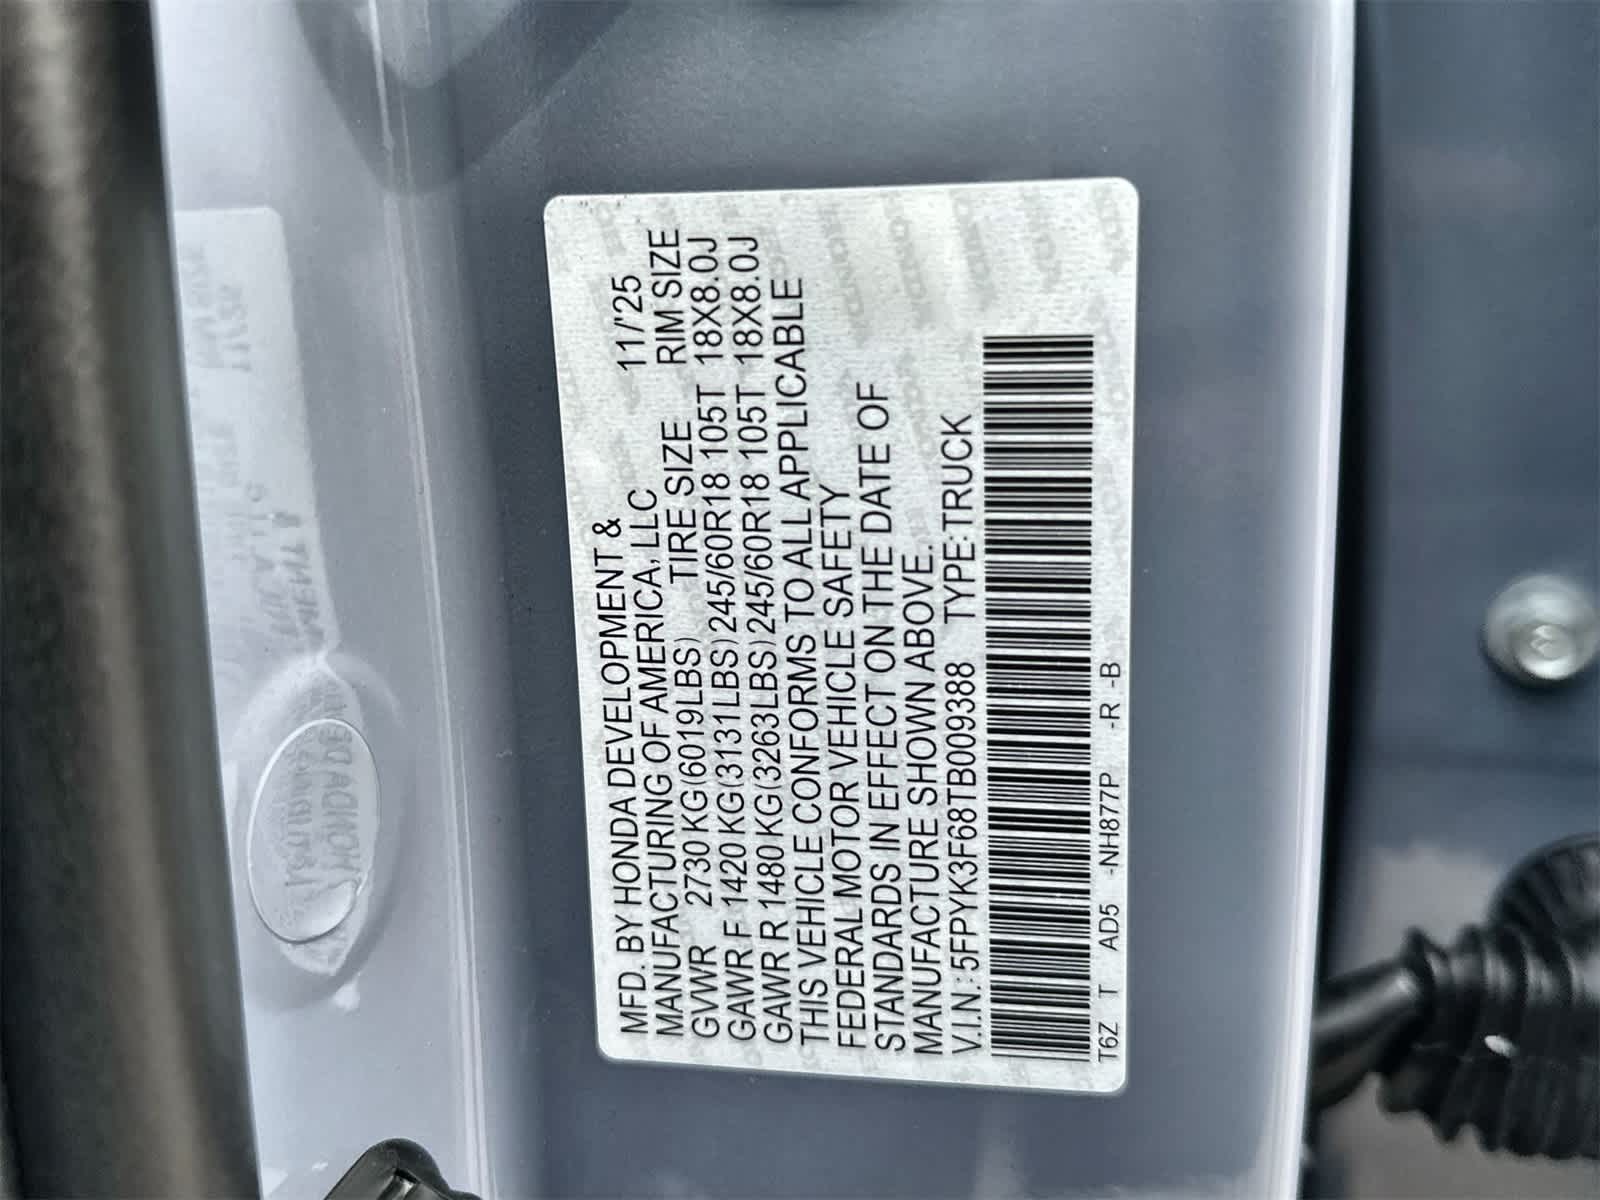 MFD. BY HONDA DEVELOPMENT &
MANUFACTURING OF AMERICA, LLC 11/'25
GVWR 2730 KG (6019LBS) TIRE SIZE RIM SIZE
GAWR F 1420 KG (3131LBS) 245/60R18 105T 18X8.0J
GAWR R 1480 KG (3263LBS) 245/60R18 105T 18X8.0J
THIS VEHICLE CONFORMS TO ALL APPLICABLE
FEDERAL MOTOR VEHICLE SAFETY
STANDARDS IN EFFECT ON THE DATE OF
MANUFACTURE SHOWN ABOVE.
V.I.N.: 5FPYK3F68TB009388 TYPE: TRUCK
T6Z T AD5 -NH877P -R -B